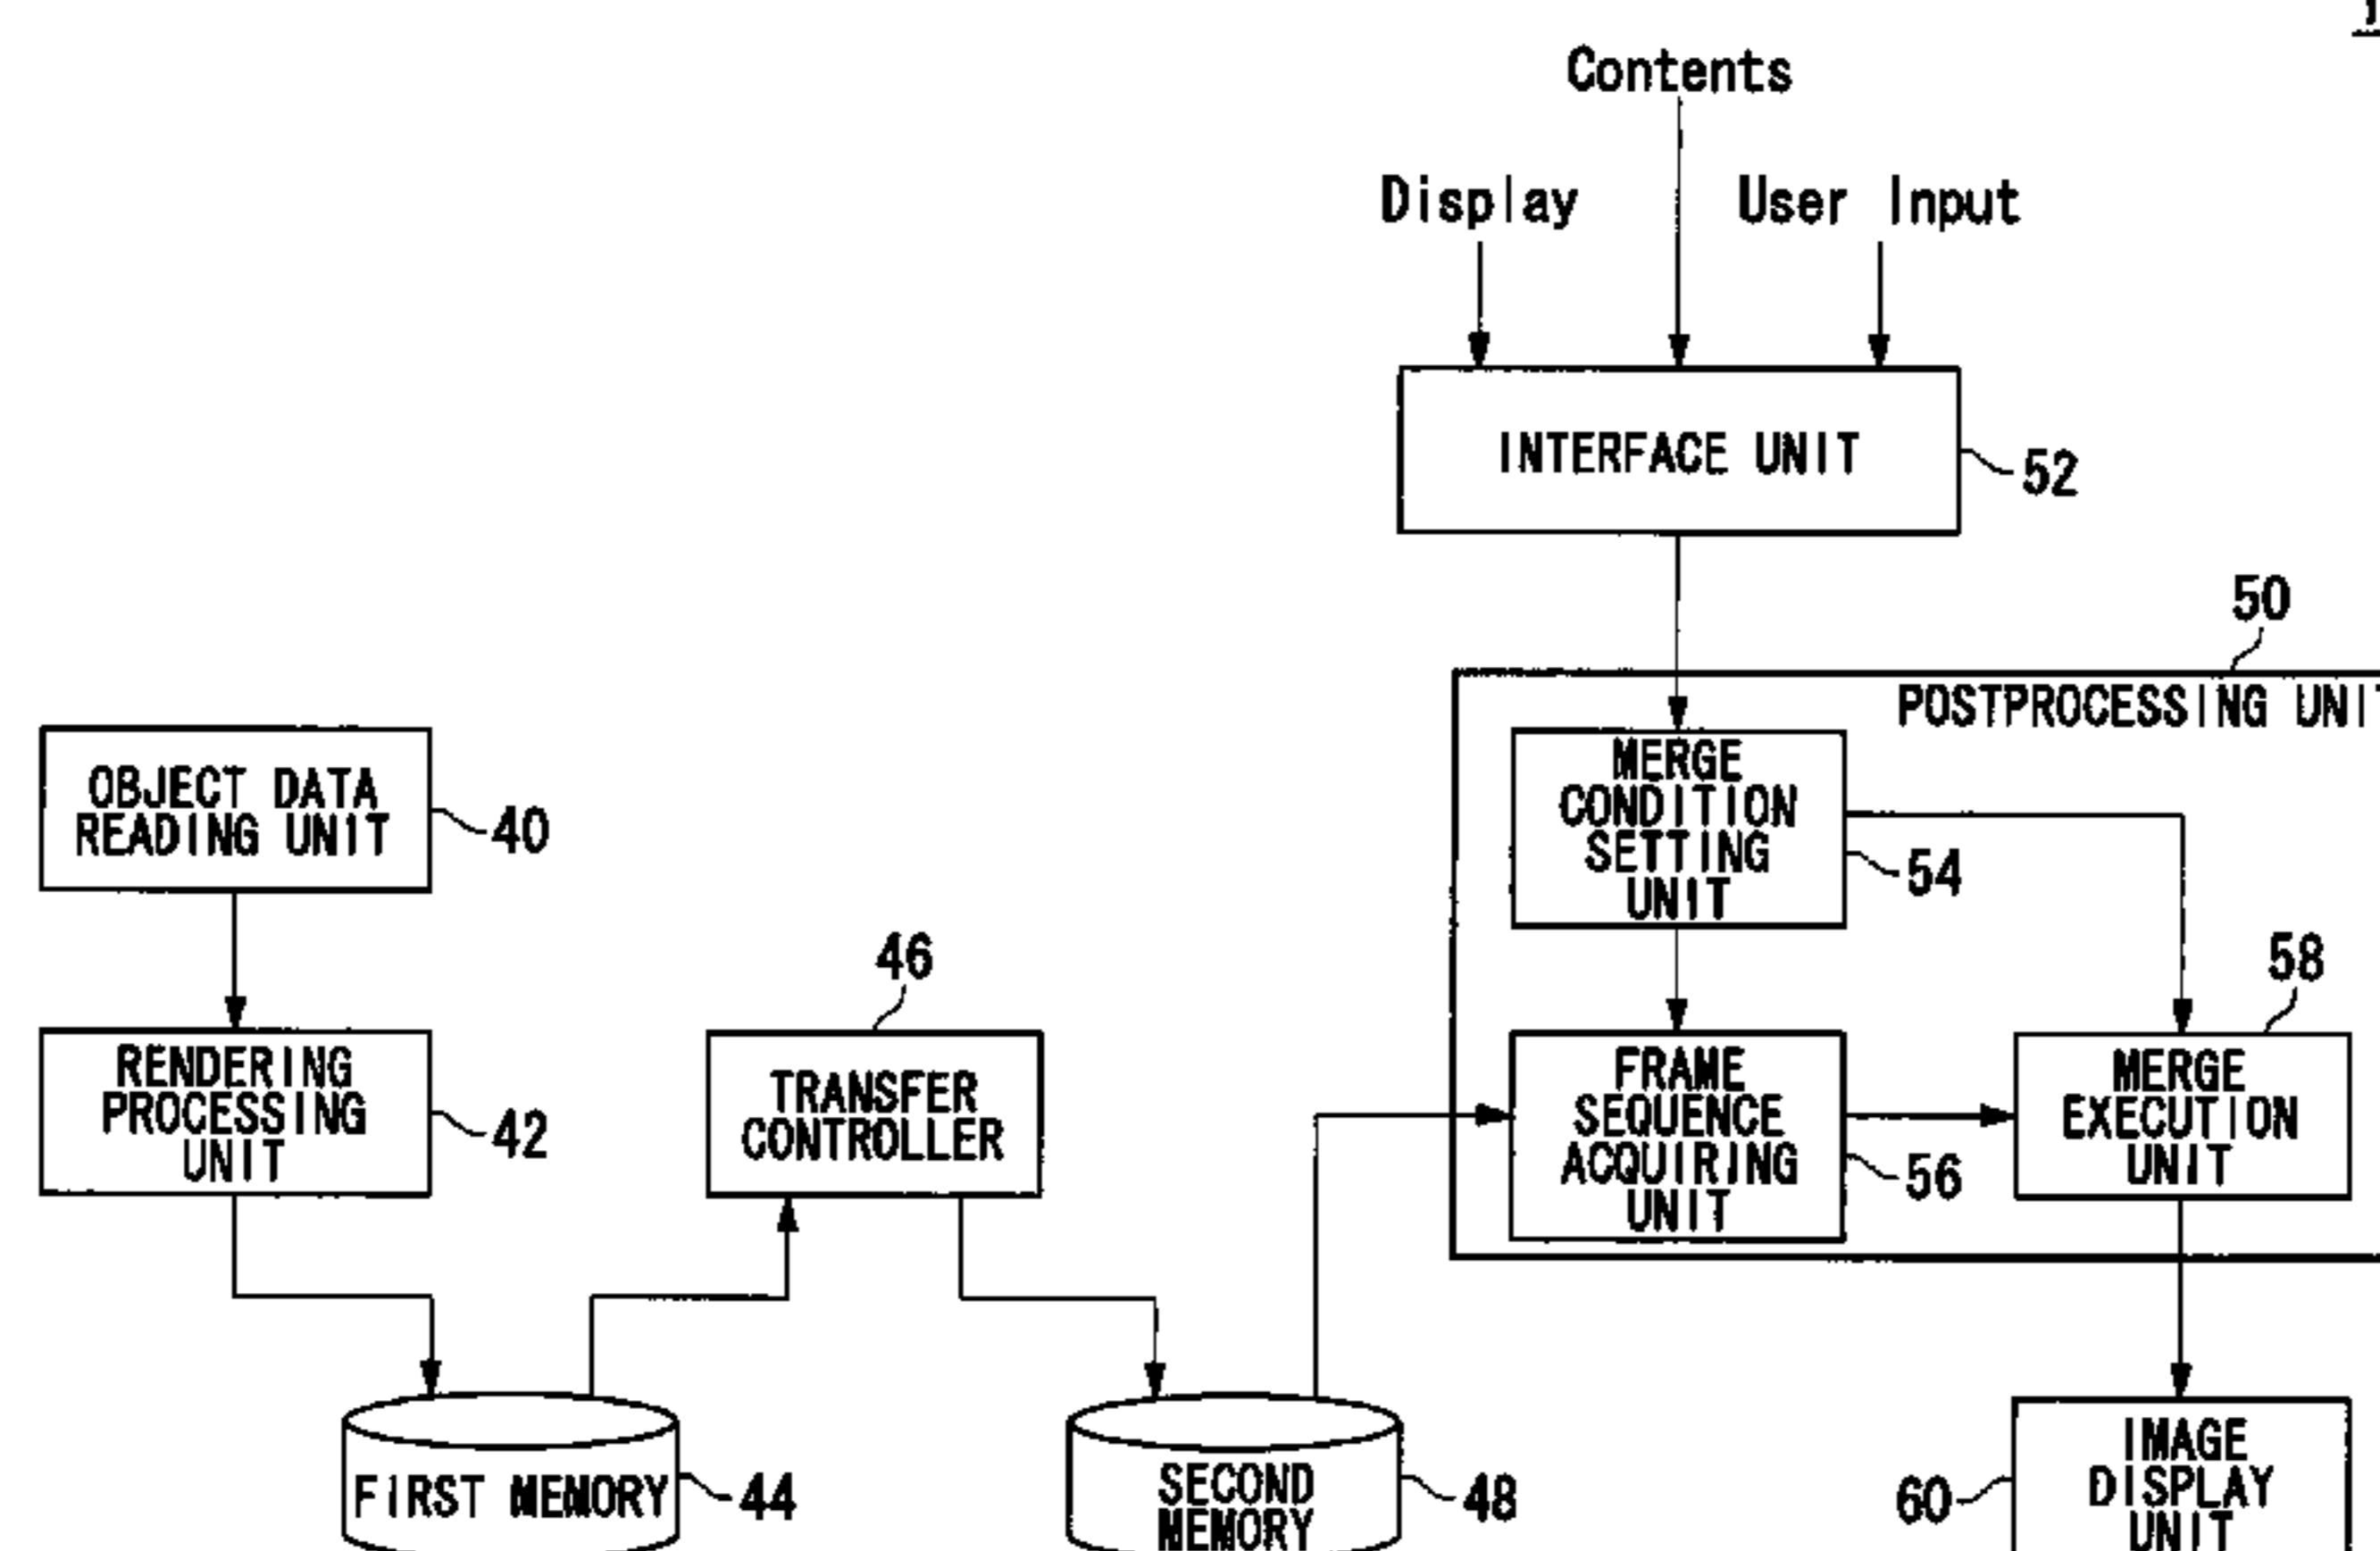 Contents
Display
User Input
INTERFACE UNIT
52
50
POSTPROCESSING
OBJECT DATA
READING UNIT
40
MERGE
CONDITION
SETTING
UNIT
54
46
58
RENDERING
PROCESSING
UNIT
42
TRANSFER
CONTROLLER
FRAME
SEQUENCE
ACQUIRING
UNIT
56
MERGE
EXECUTION
UNIT
FIRST MEMORY
44
SECOND
MEMORY
48
60
IMAGE
DISPLAY
UNIT